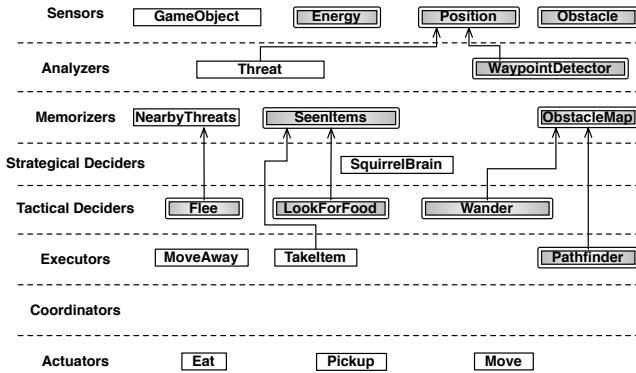 Sensors GameObject Energy Position Obstacle
Analyzers Threat WaypointDetector
Memorizers NearbyThreats SeenItems ObstacleMap
Strategical Deciders SquirrelBrain
Tactical Deciders Flee LookForFood Wander
Executors MoveAway TakeItem Pathfinder
Coordinators
Actuators Eat Pickup Move